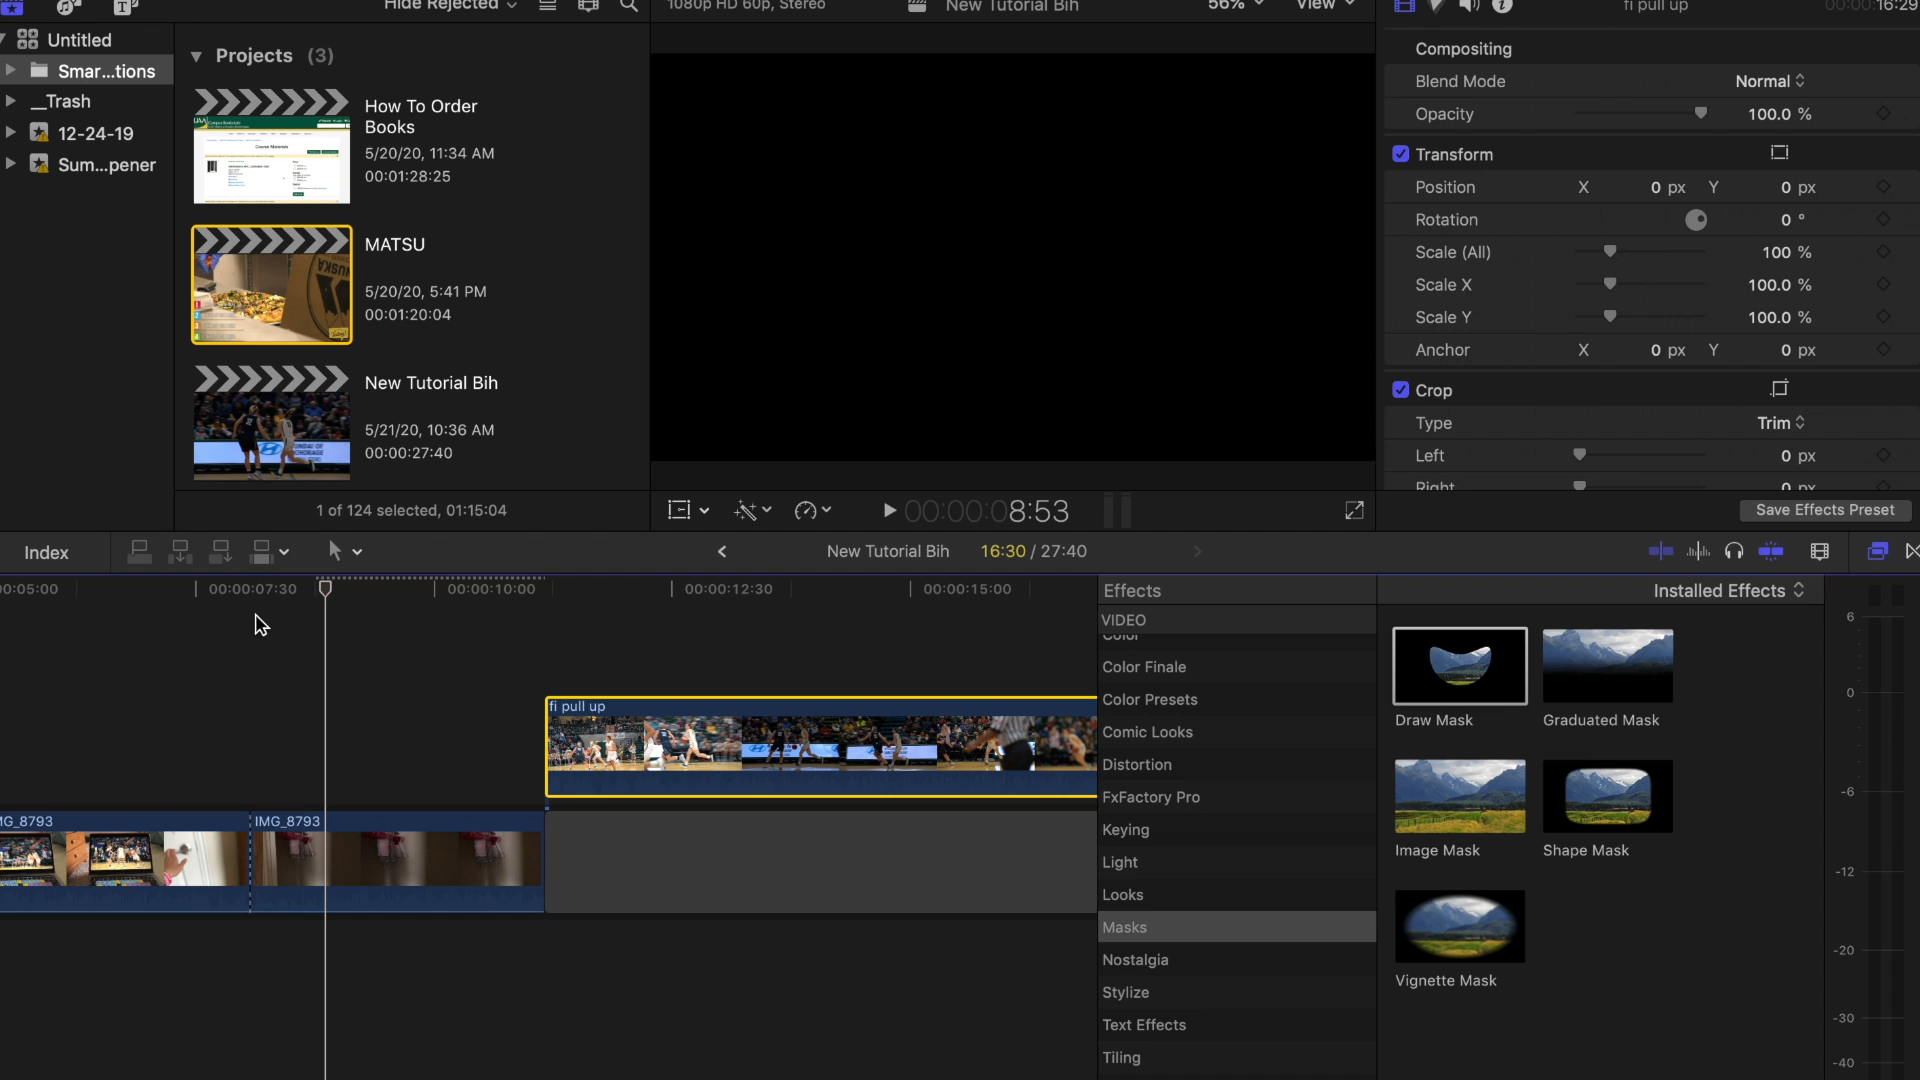 Hide Rejected
1080p HD 60p, Stereo
New Tutorial Bih
56%
View
fi pull up
00:00:16:29
Untitled
Smar...tions
__Trash
12-24-19
Sum...pener
Projects (3)
How To Order
Books
5/20/20, 11:34 AM
00:01:28:25
MATSU
5/20/20, 5:41 PM
00:01:20:04
New Tutorial Bih
5/21/20, 10:36 AM
00:00:27:40
1 of 124 selected, 01:15:04
00:00:08:53
Compositing
Blend Mode Normal
Opacity 100.0 %
Transform
Position X 0 px Y 0 px
Rotation 0 °
Scale (All) 100 %
Scale X 100.0 %
Scale Y 100.0 %
Anchor X 0 px Y 0 px
Crop
Type Trim
Left 0 px
Right 0 px
Save Effects Preset
Index
New Tutorial Bih 16:30 / 27:40
00:05:00 00:00:07:30 00:00:10:00 00:00:12:30 00:00:15:00
fi pull up
MG_8793 IMG_8793
Effects
Installed Effects
VIDEO
Color
Color Finale
Color Presets
Comic Looks
Distortion
FxFactory Pro
Keying
Light
Looks
Masks
Nostalgia
Stylize
Text Effects
Tiling
Draw Mask
Graduated Mask
Image Mask
Shape Mask
Vignette Mask
6
0
-6
-12
-20
-30
-40